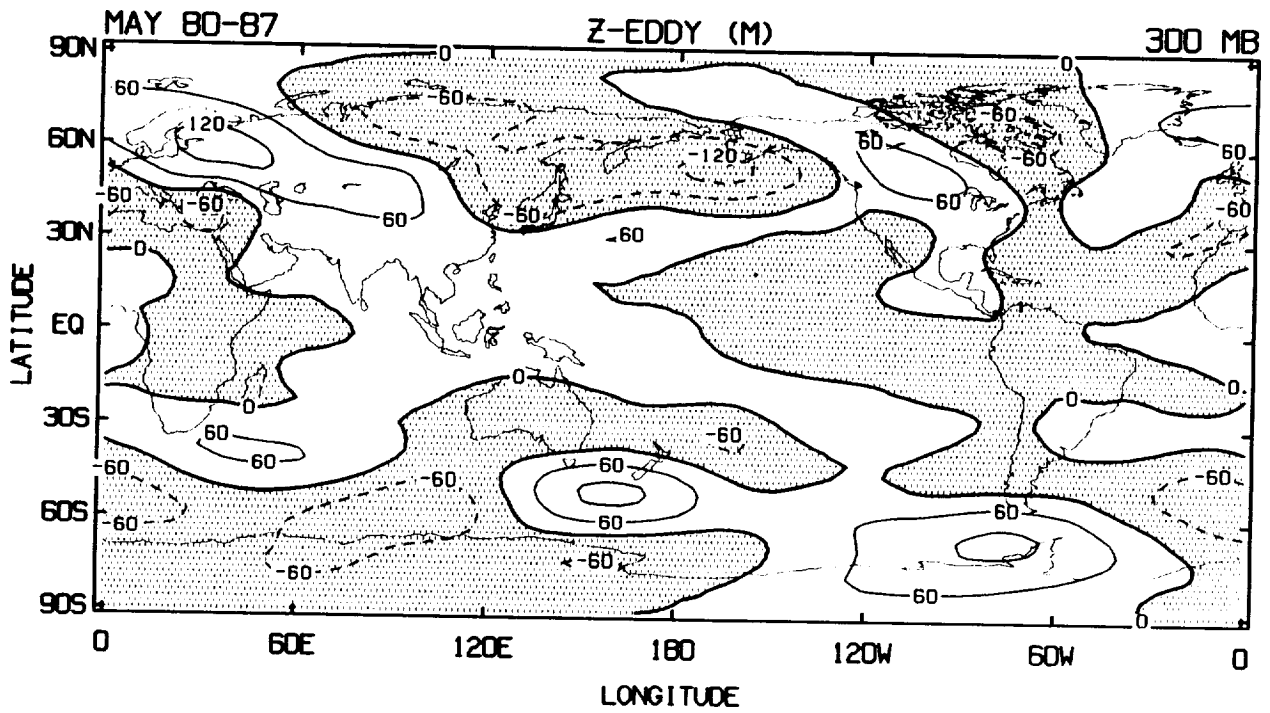 MAY 80-87 Z-EDDY (M) 300 MB
90N 0 0
60 -60 -60
60N 120 -120 60
-60 -60 -60
-60 60 -60 60 -60
30N 0 60
EQ
LATITUDE
0 0
30S 0 0
60 -60
60
-60 -60 60 -60
60S -60 60 60 -60
-60 -60
60
90S 0 0
0 60E 120E 180 120W 60W 0
LONGITUDE